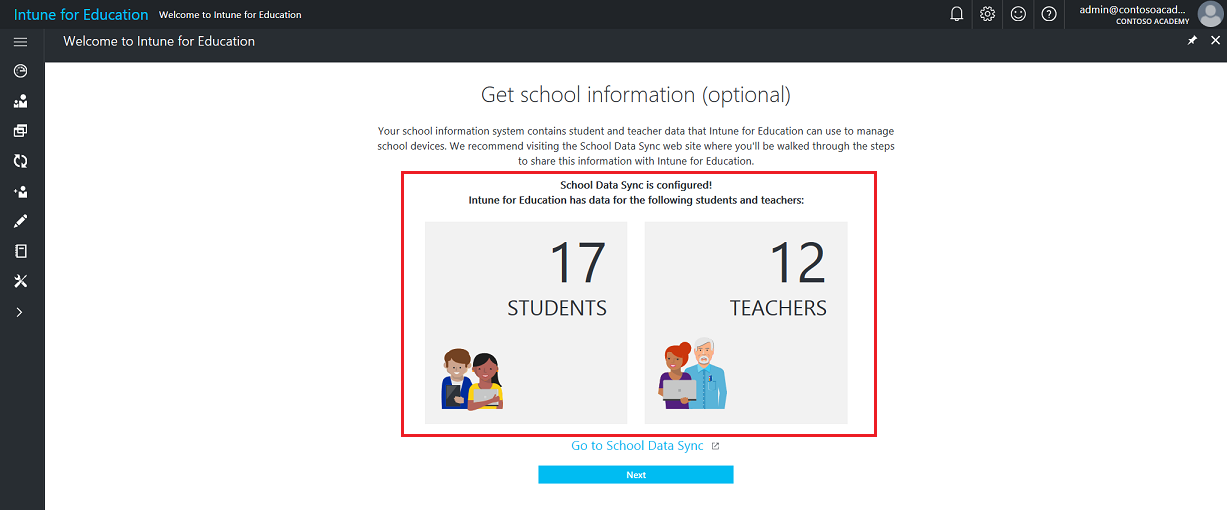 Intune for Education Welcome to Intune for Education
admin@contosoacad...
CONTOSO ACADEMY
Welcome to Intune for Education
Get school information (optional)
Your school information system contains student and teacher data that Intune for Education can use to manage
school devices. We recommend visiting the School Data Sync web site where you'll be walked through the steps
to share this information with Intune for Education.
School Data Sync is configured!
Intune for Education has data for the following students and teachers:
17
STUDENTS
12
TEACHERS
Go to School Data Sync
Next